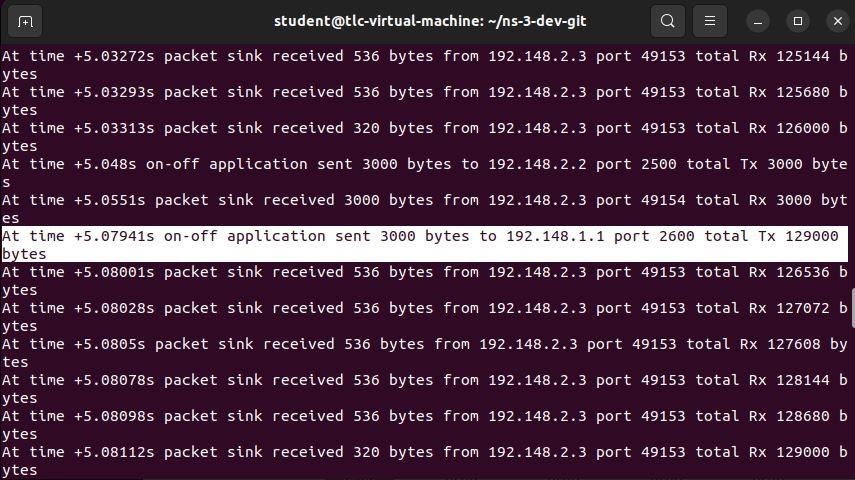 student@tlc-virtual-machine: ~/ns-3-dev-git
At time +5.03272s packet sink received 536 bytes from 192.168.2.3 port 49153 total Rx 125144 b
ytes
At time +5.03293s packet sink received 536 bytes from 192.168.2.3 port 49153 total Rx 125680 b
ytes
At time +5.03313s packet sink received 320 bytes from 192.168.2.3 port 49153 total Rx 126000 b
ytes
At time +5.048s on-off application sent 3000 bytes to 192.168.2.2 port 2500 total Tx 3000 byte
s
At time +5.0551s packet sink received 3000 bytes from 192.168.2.3 port 49154 total Rx 3000 byt
es
At time +5.07941s on-off application sent 3000 bytes to 192.168.1.1 port 2600 total Tx 129000 
bytes
At time +5.08001s packet sink received 536 bytes from 192.168.2.3 port 49153 total Rx 126536 b
ytes
At time +5.08028s packet sink received 536 bytes from 192.168.2.3 port 49153 total Rx 127072 b
ytes
At time +5.0805s packet sink received 536 bytes from 192.168.2.3 port 49153 total Rx 127608 by
tes
At time +5.08078s packet sink received 536 bytes from 192.168.2.3 port 49153 total Rx 128144 b
ytes
At time +5.08098s packet sink received 536 bytes from 192.168.2.3 port 49153 total Rx 128680 b
ytes
At time +5.08112s packet sink received 320 bytes from 192.168.2.3 port 49153 total Rx 129000 b
ytes